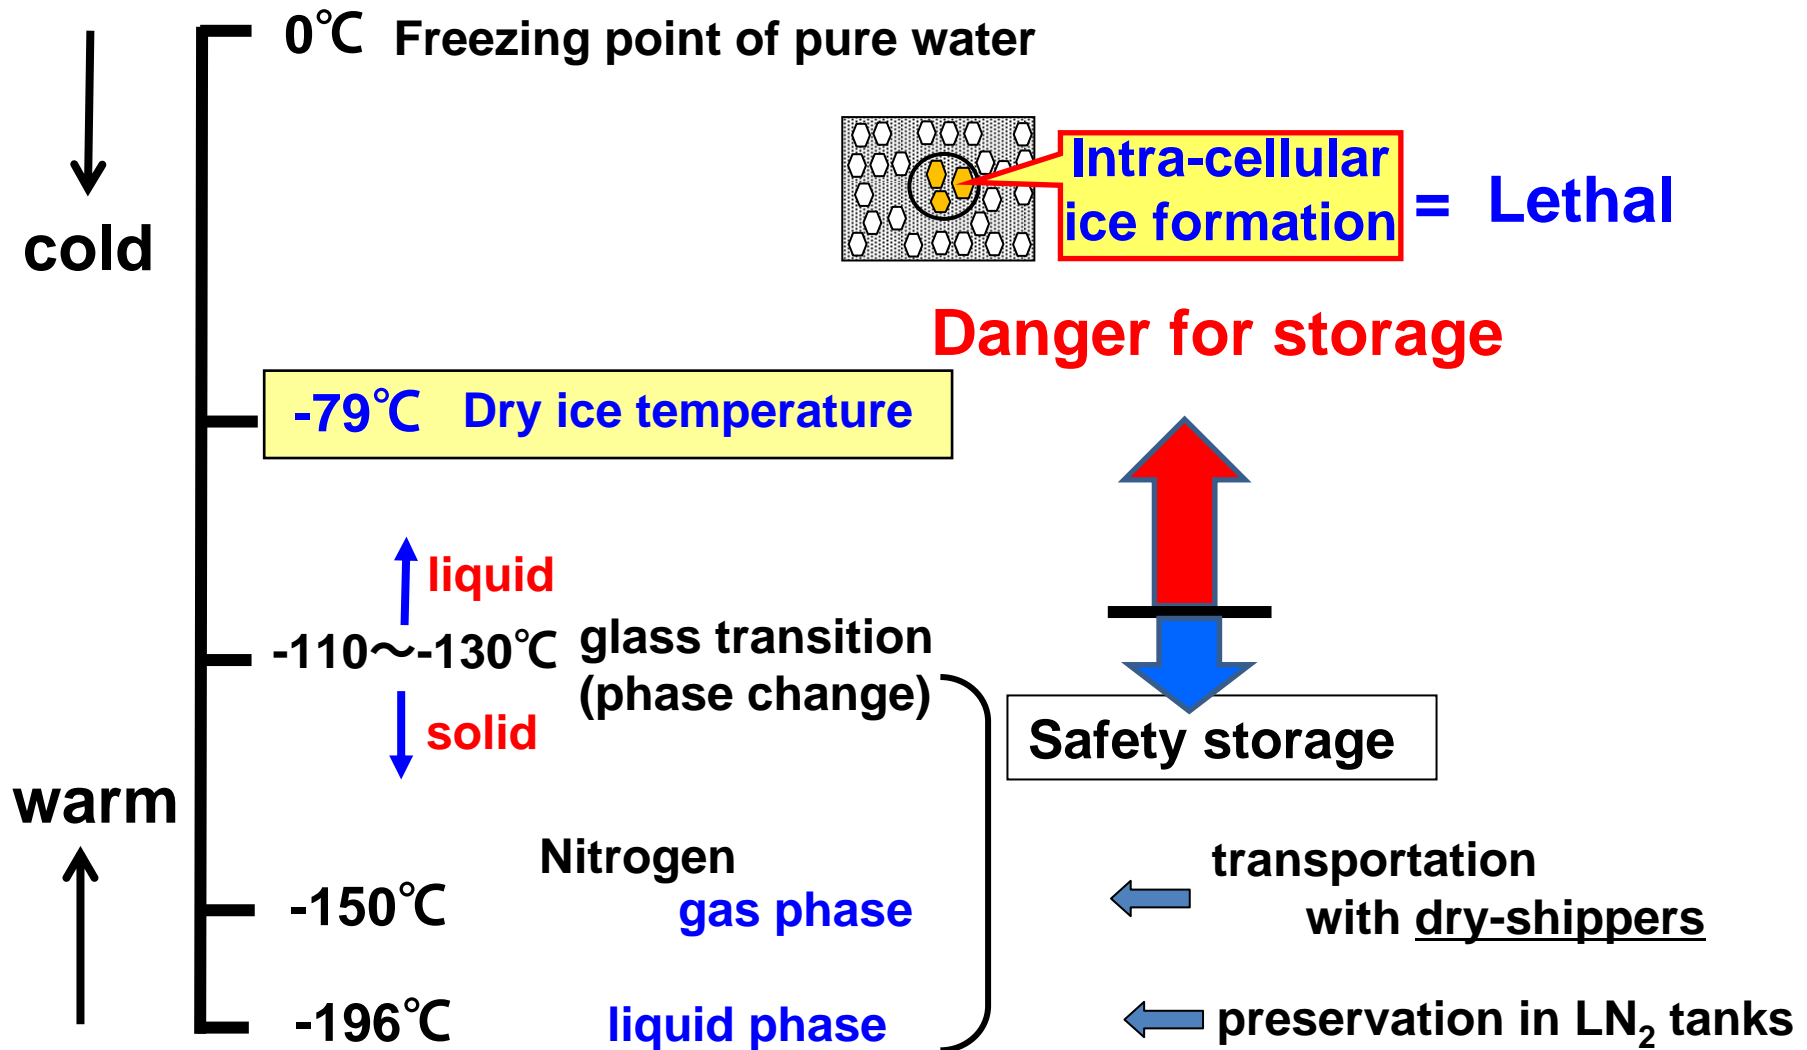 0℃ Freezing point of pure water
Intra-cellular
ice formation
= Lethal
cold
Danger for storage
-79℃ Dry ice temperature
liquid
-110～-130℃ glass transition
(phase change)
solid
Safety storage
warm
Nitrogen
transportation
-150℃ gas phase
with dry-shippers
-196℃ liquid phase
preservation in LN₂ tanks